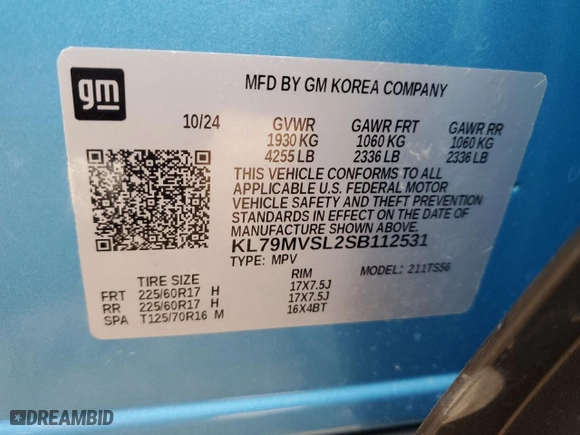 gm
MFD BY GM KOREA COMPANY
10/24 GVWR GAWR FRT GAWR RR
1930 KG 1060 KG 1060 KG
4255 LB 2336 LB 2336 LB
THIS VEHICLE CONFORMS TO ALL
APPLICABLE U.S. FEDERAL MOTOR
VEHICLE SAFETY AND THEFT PREVENTION
STANDARDS IN EFFECT ON THE DATE OF
MANUFACTURE SHOWN ABOVE.
KL79MVSL2SB112531
TYPE: MPV MODEL: 211TS56
TIRE SIZE RIM
FRT 225/60R17 H 17X7.5J
RR 225/60R17 H 17X7.5J
SPA T125/70R16 M 16X4BT
DREAMBID